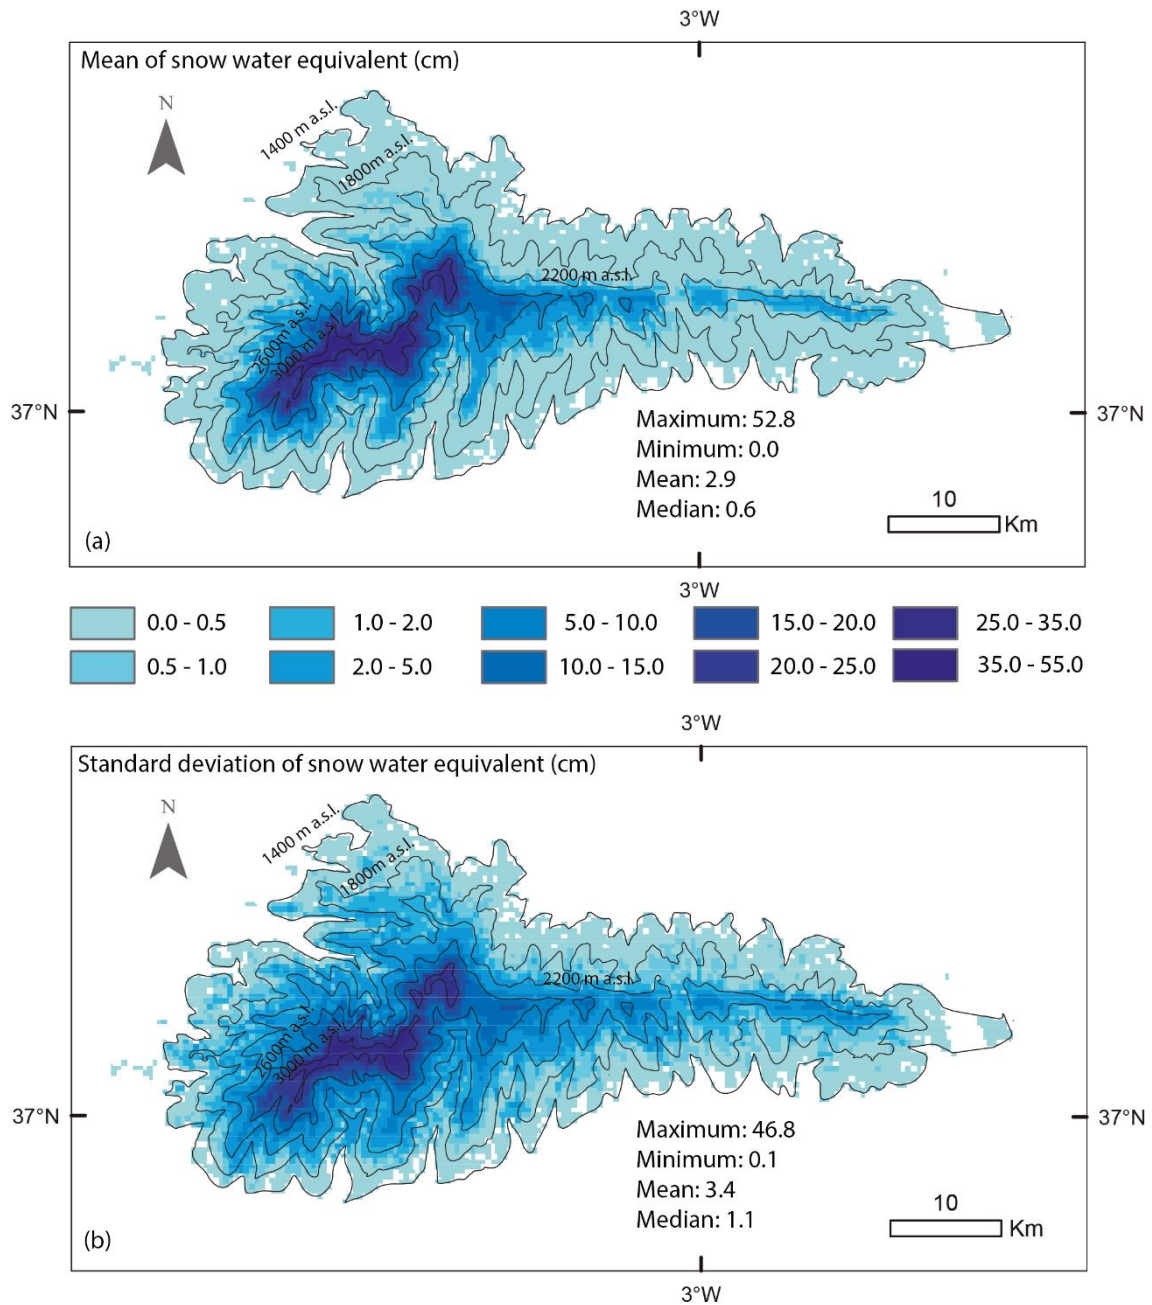 3°W
Mean of snow water equivalent (cm)
N
1400 m a.s.l.
1800m a.s.l.
2200 m a.s.l.
2600m a.s.l.
3000 m a.s.l.
37°N
37°N
Maximum: 52.8
Minimum: 0.0
Mean: 2.9
Median: 0.6
10
Km
(a)
3°W
0.0 - 0.5
1.0 - 2.0
5.0 - 10.0
15.0 - 20.0
25.0 - 35.0
0.5 - 1.0
2.0 - 5.0
10.0 - 15.0
20.0 - 25.0
35.0 - 55.0
3°W
Standard deviation of snow water equivalent (cm)
N
1400 m a.s.l.
1800m a.s.l.
2200 m a.s.l.
2600m a.s.l.
3000 m a.s.l.
37°N
37°N
Maximum: 46.8
Minimum: 0.1
Mean: 3.4
Median: 1.1
10
Km
(b)
3°W